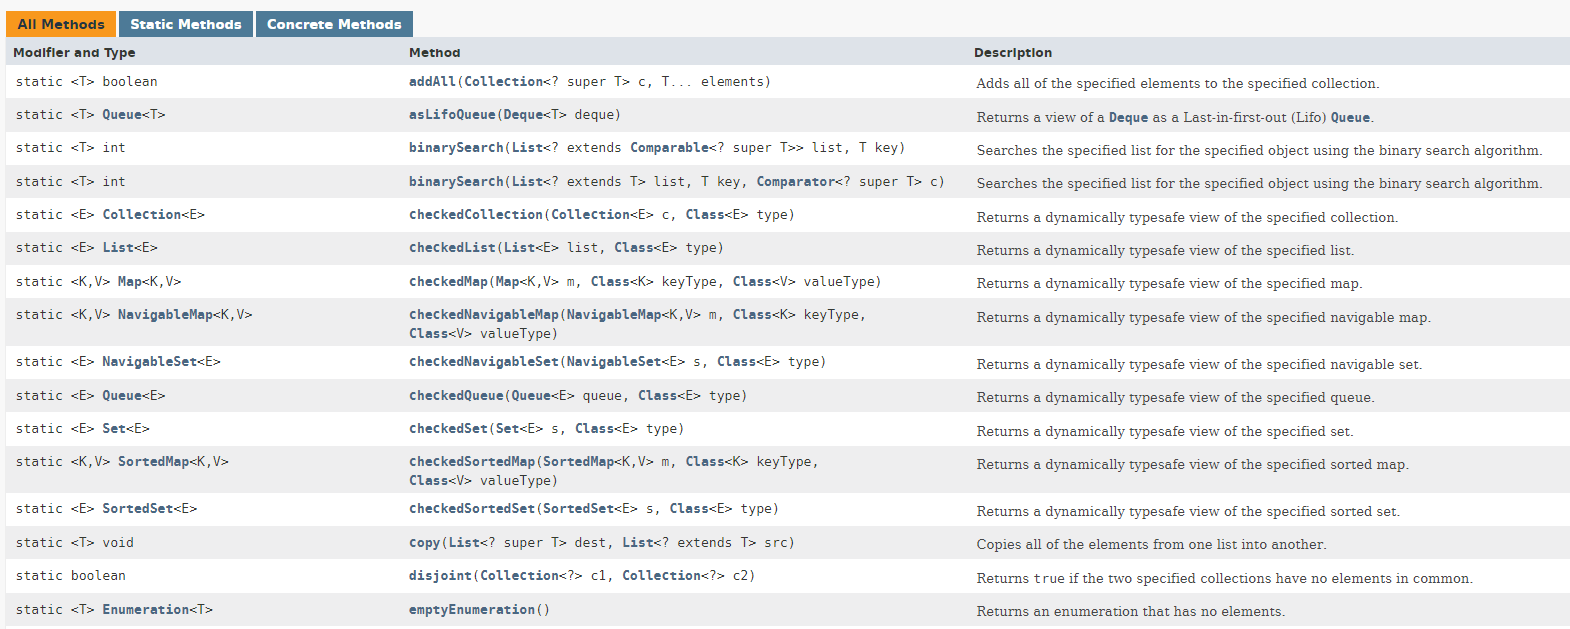 All Methods Static Methods Concrete Methods
Modifier and Type Method Description
static <T> boolean addAll(Collection<? super T> c, T... elements) Adds all of the specified elements to the specified collection.
static <T> Queue<T> asLifoQueue(Deque<T> deque) Returns a view of a Deque as a Last-in-first-out (Lifo) Queue.
static <T> int binarySearch(List<? extends Comparable<? super T>> list, T key) Searches the specified list for the specified object using the binary search algorithm.
static <T> int binarySearch(List<? extends T> list, T key, Comparator<? super T> c) Searches the specified list for the specified object using the binary search algorithm.
static <E> Collection<E> checkedCollection(Collection<E> c, Class<E> type) Returns a dynamically typesafe view of the specified collection.
static <E> List<E> checkedList(List<E> list, Class<E> type) Returns a dynamically typesafe view of the specified list.
static <K,V> Map<K,V> checkedMap(Map<K,V> m, Class<K> keyType, Class<V> valueType) Returns a dynamically typesafe view of the specified map.
static <K,V> NavigableMap<K,V> checkedNavigableMap(NavigableMap<K,V> m, Class<K> keyType, Returns a dynamically typesafe view of the specified navigable map.
Class<V> valueType)
static <E> NavigableSet<E> checkedNavigableSet(NavigableSet<E> s, Class<E> type) Returns a dynamically typesafe view of the specified navigable set.
static <E> Queue<E> checkedQueue(Queue<E> queue, Class<E> type) Returns a dynamically typesafe view of the specified queue.
static <E> Set<E> checkedSet(Set<E> s, Class<E> type) Returns a dynamically typesafe view of the specified set.
static <K,V> SortedMap<K,V> checkedSortedMap(SortedMap<K,V> m, Class<K> keyType, Returns a dynamically typesafe view of the specified sorted map.
Class<V> valueType)
static <E> SortedSet<E> checkedSortedSet(SortedSet<E> s, Class<E> type) Returns a dynamically typesafe view of the specified sorted set.
static <T> void copy(List<? super T> dest, List<? extends T> src) Copies all of the elements from one list into another.
static boolean disjoint(Collection<?> c1, Collection<?> c2) Returns true if the two specified collections have no elements in common.
static <T> Enumeration<T> emptyEnumeration() Returns an enumeration that has no elements.